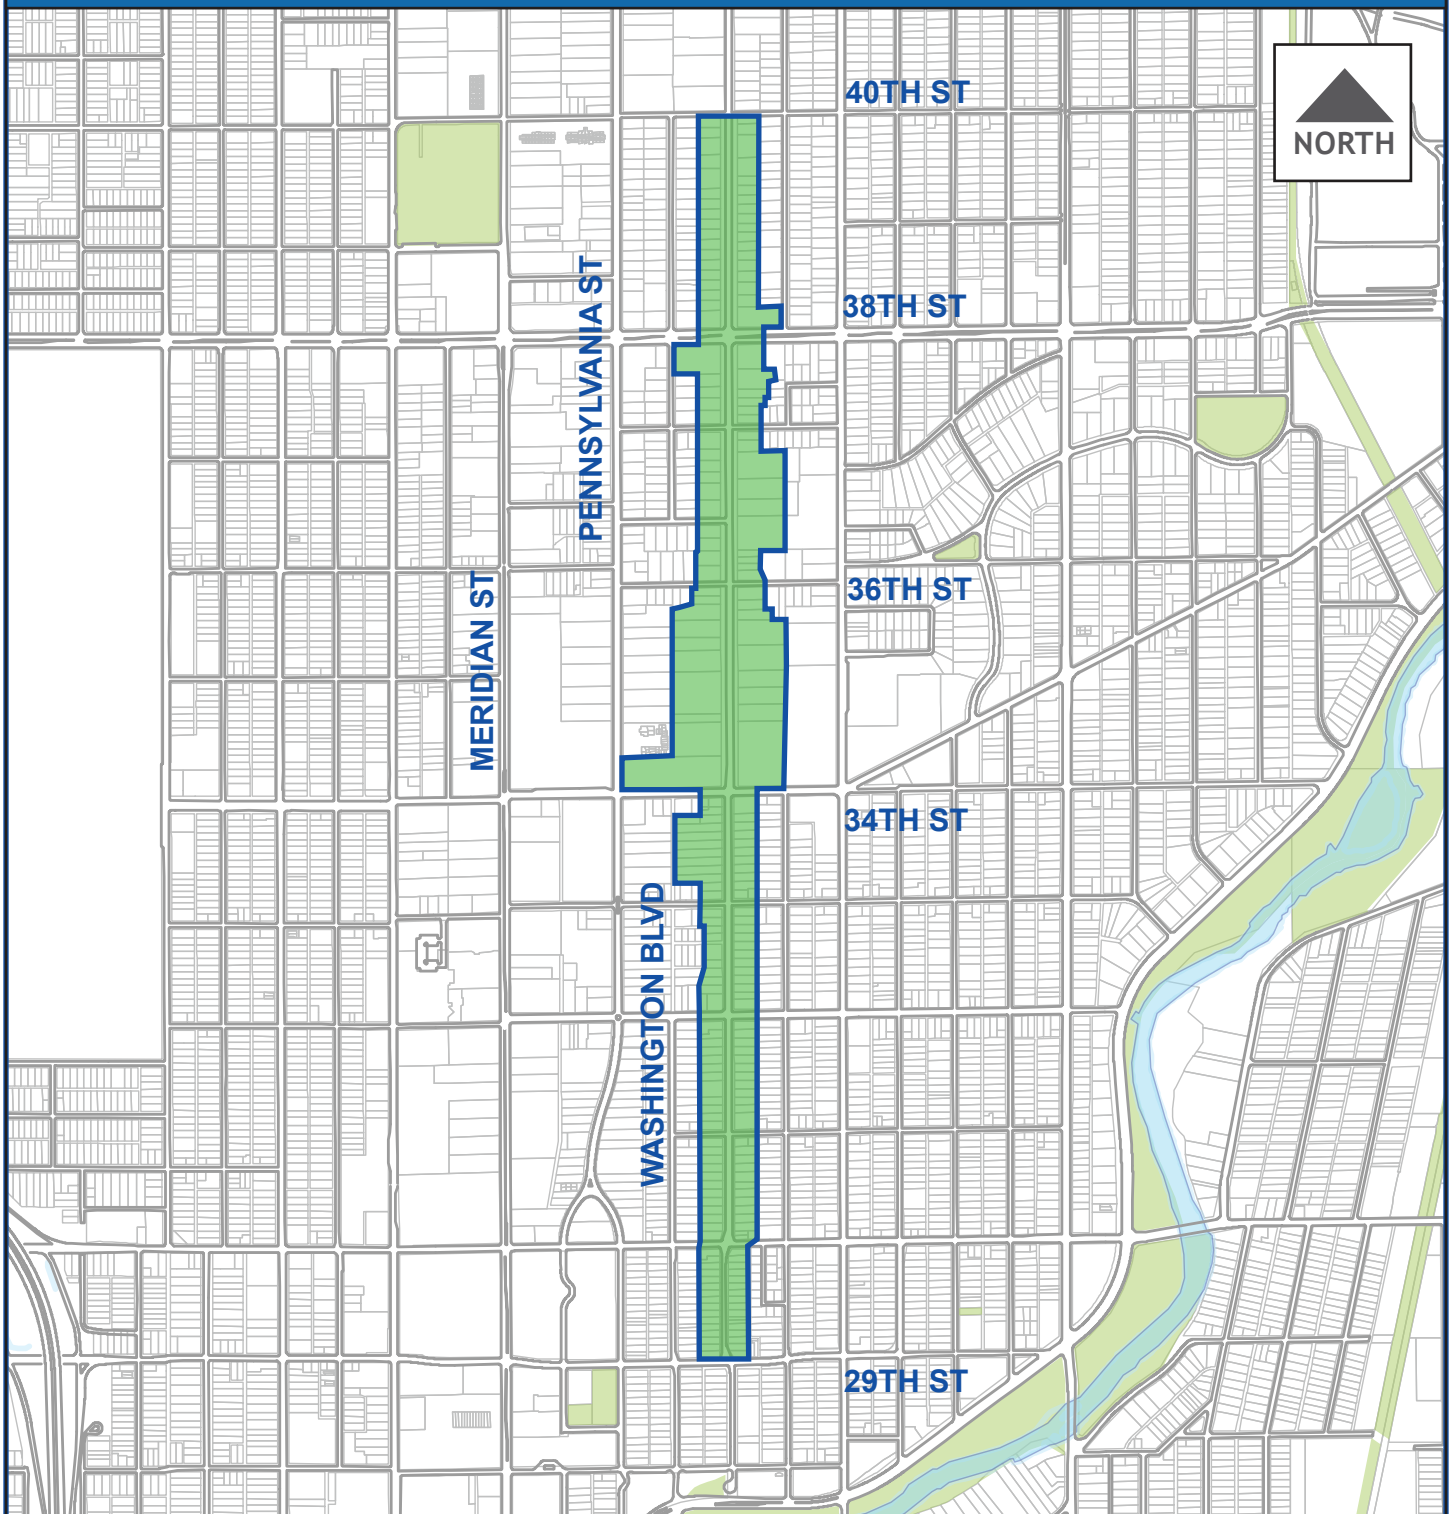 40TH ST
NORTH
38TH ST
PENNSYLVANIA ST
36TH ST
MERIDIAN ST
34TH ST
WASHINGTON BLVD
29TH ST